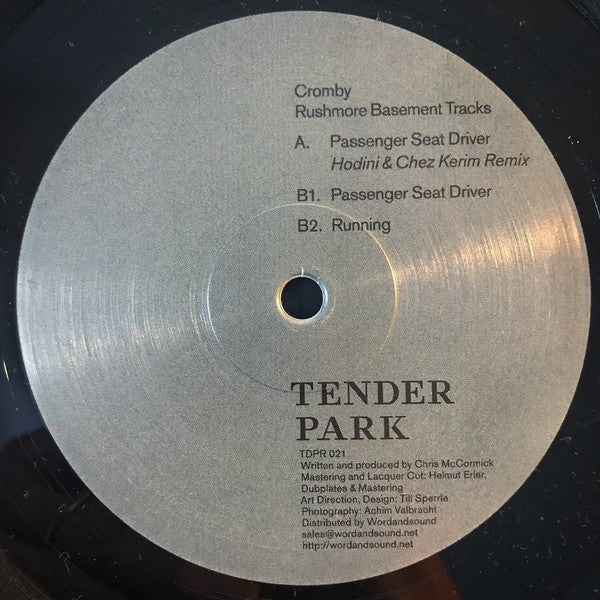 Cromby
Rushmore Basement Tracks
A. Passenger Seat Driver
Hodini & Chez Kerim Remix
B1. Passenger Seat Driver
B2. Running
TENDER
PARK
TDPR 021
Written and produced by Chris McCormick
Mastering and Lacquer Cut: Helmut Erler,
Dubplates & Mastering
Art Direction, Design: Till Sperrle
Photography: Achim Valbracht
Distributed by Wordandsound
sales@wordandsound.net
http://wordandsound.net